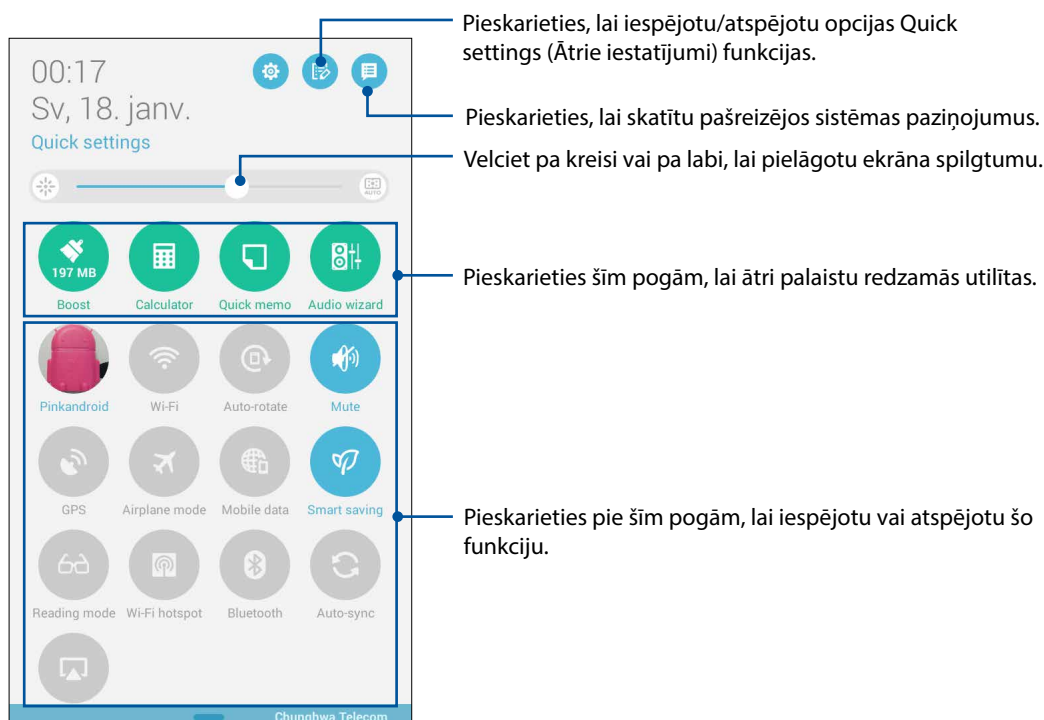 Pieskarieties, lai iespējotu/atspējotu opcijas Quick
settings (Ātrie iestatījumi) funkcijas.
00:17
Sv, 18. janv.
Quick settings
Pieskarieties, lai skatītu pašreizējos sistēmas paziņojumus.
Velciet pa kreisi vai pa labi, lai pielāgotu ekrāna spilgtumu.
AUTO
197 MB
Boost Calculator Quick memo Audio wizard
Pieskarieties šīm pogām, lai ātri palaistu redzamās utilītas.
Pinkandroid Wi-Fi Auto-rotate Mute
GPS Airplane mode Mobile data Smart saving
Pieskarieties pie šīm pogām, lai iespējotu vai atspējotu šo
funkciju.
Reading mode Wi-Fi hotspot Bluetooth Auto-sync
Chunghwa Telecom